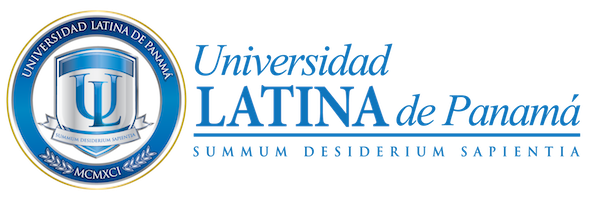 UNIVERSIDAD LATINA DE PANAMÁ
UL
SUMMUM DESIDERIUM SAPIENTIA
MCMXCI
Universidad
LATINA de Panamá
SUMMUM DESIDERIUM SAPIENTIA